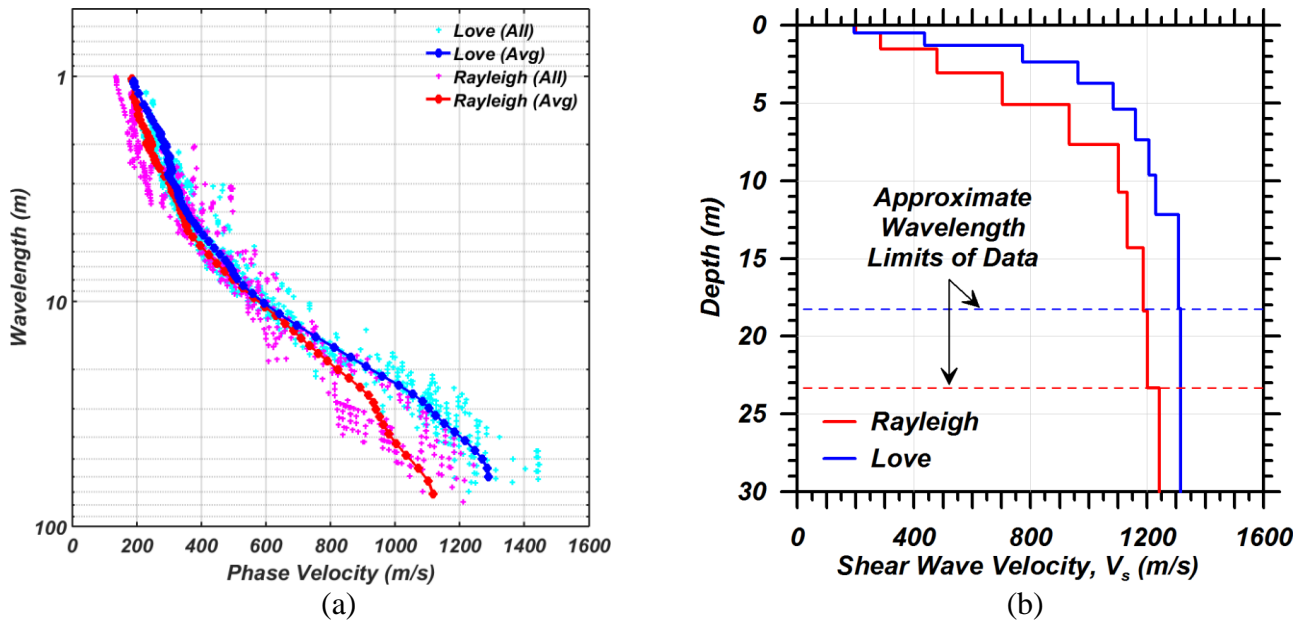 Love (All)
Love (Avg)
Rayleigh (All)
Rayleigh (Avg)
1
10
100
0 200 400 600 800 1000 1200 1400 1600
Wavelength (m)
Phase Velocity (m/s)
(a)
0
5
10
15
20
25
30
Depth (m)
Approximate
Wavelength
Limits of Data
Rayleigh
Love
0 400 800 1200 1600
Shear Wave Velocity, Vs (m/s)
(b)